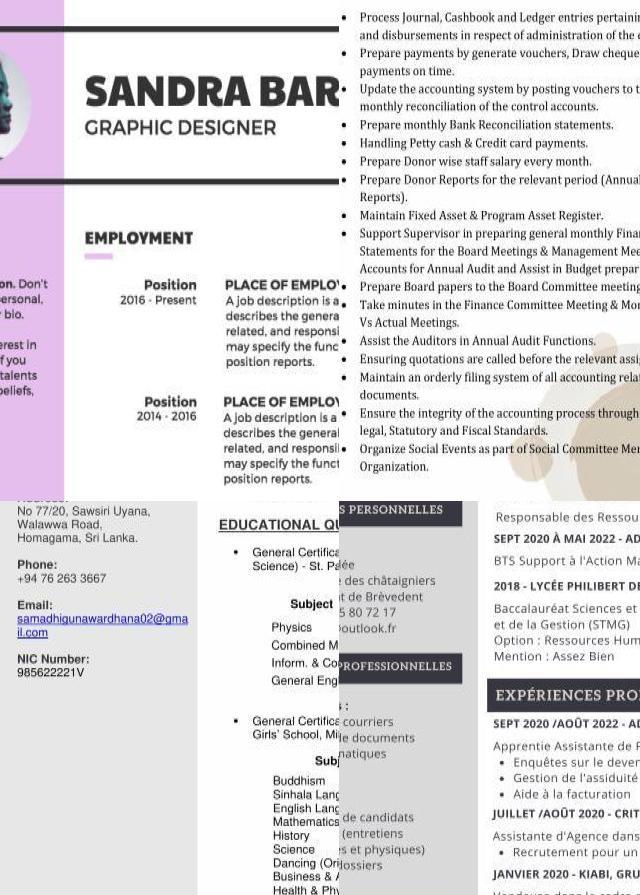 SANDRA BAR
GRAPHIC DESIGNER
EMPLOYMENT
on. Don't
personal,
bio.
erest in
f you
talents
beliefs,
Position
2016 - Present
PLACE OF EMPLOY
A job description is a
describes the genera
related, and responsi
may specify the func
position reports.
Position
2014 - 2016
PLACE OF EMPLO
A job description is a
describes the general
related, and responsil
may specify the funct
position reports.
• Process Journal, Cashbook and Ledger entries pertaini
and disbursements in respect of administration of the
• Prepare payments by generate vouchers, Draw cheque
payments on time.
• Update the accounting system by posting vouchers to t
monthly reconciliation of the control accounts.
• Prepare monthly Bank Reconciliation statements.
• Handling Petty cash & Credit card payments.
• Prepare Donor wise staff salary every month.
• Prepare Donor Reports for the relevant period (Annual
Reports).
• Maintain Fixed Asset & Program Asset Register.
• Support Supervisor in preparing general monthly Finan
Statements for the Board Meetings & Management Mee
Accounts for Annual Audit and Assist in Budget prepar
• Prepare Board papers to the Board Committee meeting
• Take minutes in the Finance Committee Meeting & Mon
Vs Actual Meetings.
• Assist the Auditors in Annual Audit Functions.
• Ensuring quotations are called before the relevant assig
• Maintain an orderly filing system of all accounting relat
documents.
• Ensure the integrity of the accounting process through
legal, Statutory and Fiscal Standards.
• Organize Social Events as part of Social Committee Mem
Organization.
No 77/20, Sawsiri Uyana,
Walawwa Road,
Homagama, Sri Lanka.
Phone:
+94 76 263 3667
Email:
samadhigunawardhana02@gma
il.com
NIC Number:
985622221V
EDUCATIONAL QU
• General Certifica
Science) - St. Pa
Subject
Physics
Combined M
Inform. & Co
General Eng
• General Certifica
Girls' School, Mi
Subj
Buddhism
Sinhala Lang
English Lang
Mathematics
History
Science
Dancing (Ori
Business & A
Health & Phy
S PERSONNELLES
lée
des châtaigniers
t de Brèvedent
5 80 72 17
outlook.fr
PROFESSIONNELLES
:
courriers
de documents
matiques
de candidats
(entretiens
es et physiques)
dossiers
Responsable des Ressou
SEPT 2020 À MAI 2022 - AD
BTS Support à l'Action Ma
2018 - LYCÉE PHILIBERT DE
Baccalauréat Sciences et
et de la Gestion (STMG)
Option : Ressources Hum
Mention : Assez Bien
EXPÉRIENCES PRO
SEPT 2020 /AOÛT 2022 - AD
Apprentie Assistante de F
• Enquêtes sur le deven
• Gestion de l'assiduité
• Aide à la facturation
JUILLET /AOÛT 2020 - CRIT
Assistante d'Agence dans
• Recrutement pour un
JANVIER 2020 - KIABI, GRU